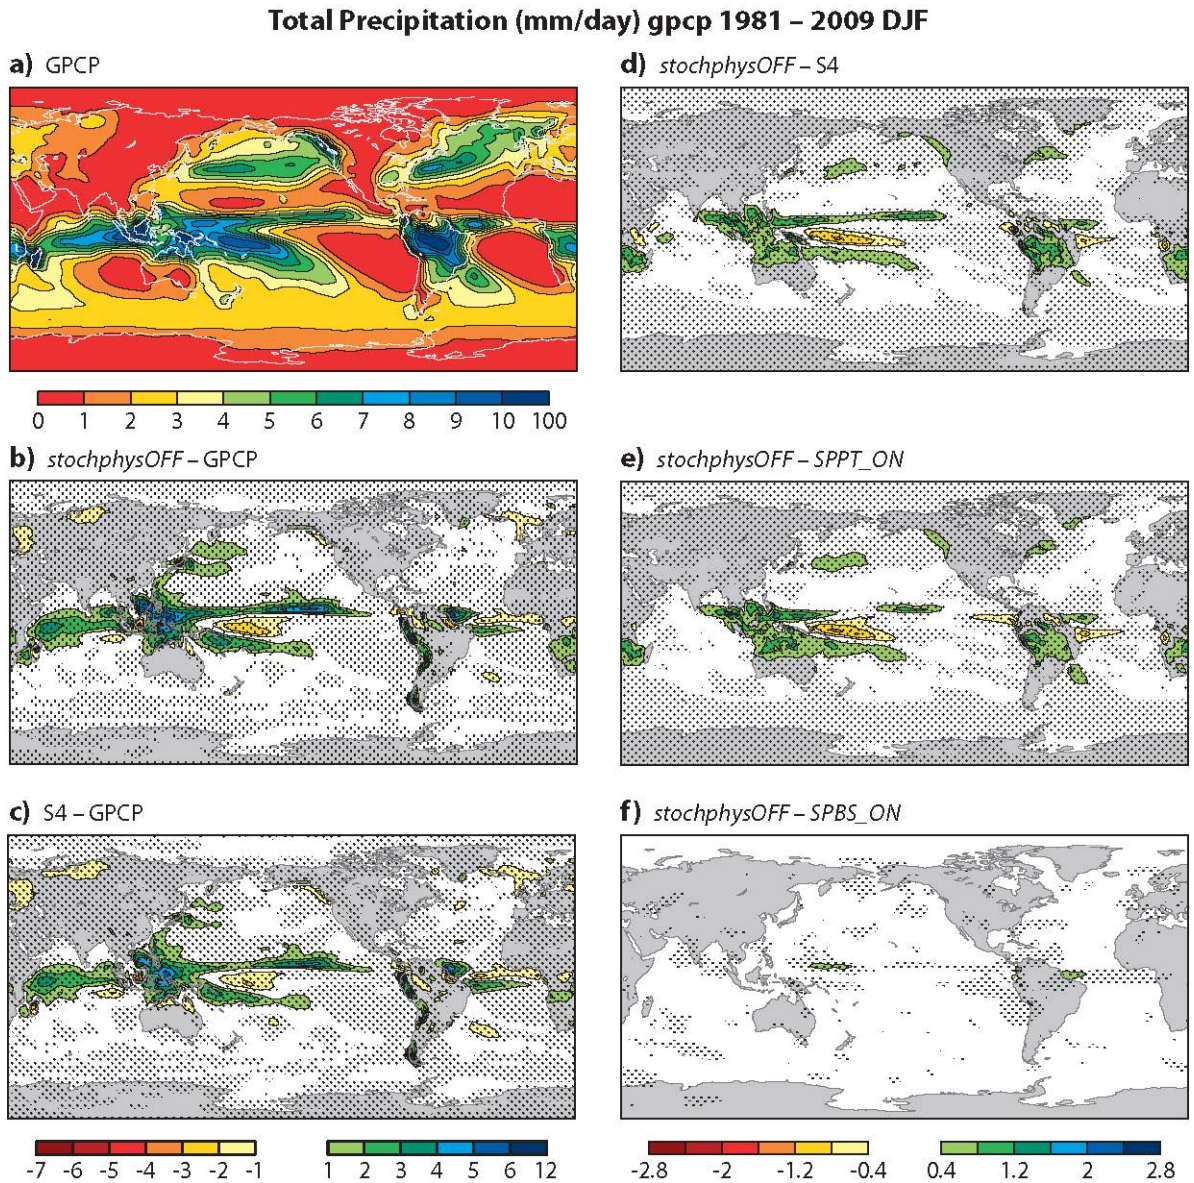 Total Precipitation (mm/day) gpcp 1981 – 2009 DJF
a) GPCP
0 1 2 3 4 5 6 7 8 9 10 100
b) stochphysOFF – GPCP
c) S4 – GPCP
-7 -6 -5 -4 -3 -2 -1 1 2 3 4 5 6 12
d) stochphysOFF – S4
e) stochphysOFF – SPPT_ON
f) stochphysOFF – SPBS_ON
-2.8 -2 -1.2 -0.4 0.4 1.2 2 2.8